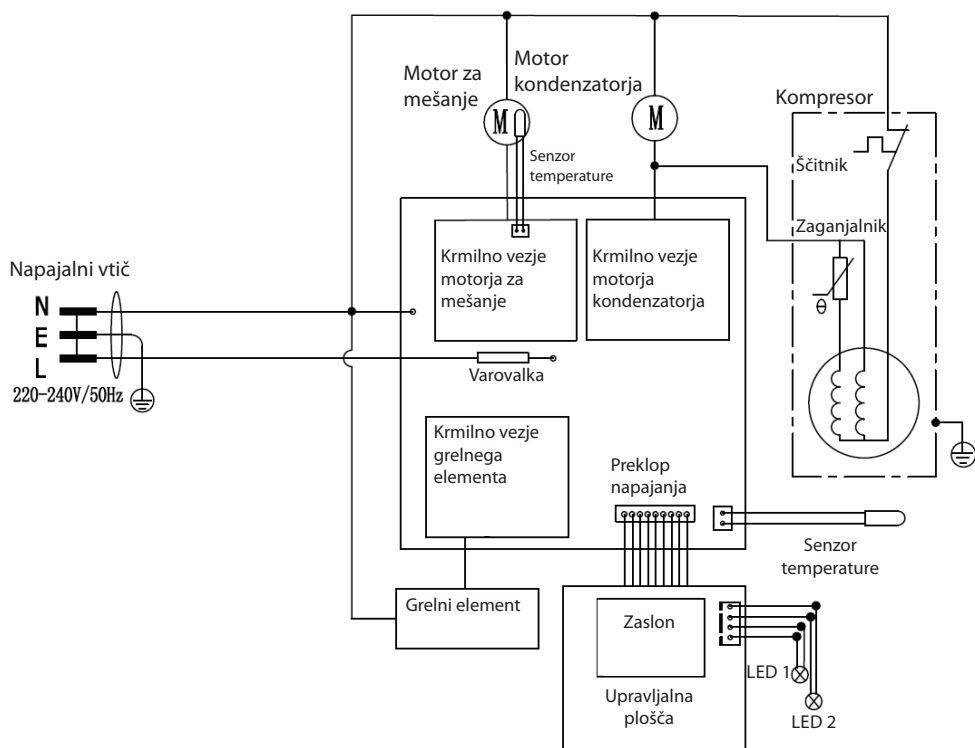 Motor za
mešanje
Motor
kondenzatorja
M
M
Senzor
temperature
Kompresor
Ščitnik
Zaganjalnik
θ
Napajalni vtič
N
E
L
220-240V/50Hz
Krmilno vezje
motorja za
mešanje
Krmilno vezje
motorja
kondenzatorja
Varovalka
Krmilno vezje
grelnega
elementa
Preklop
napajanja
Senzor
temperature
Grelni element
Zaslon
Upravljalna
plošča
LED 1
LED 2